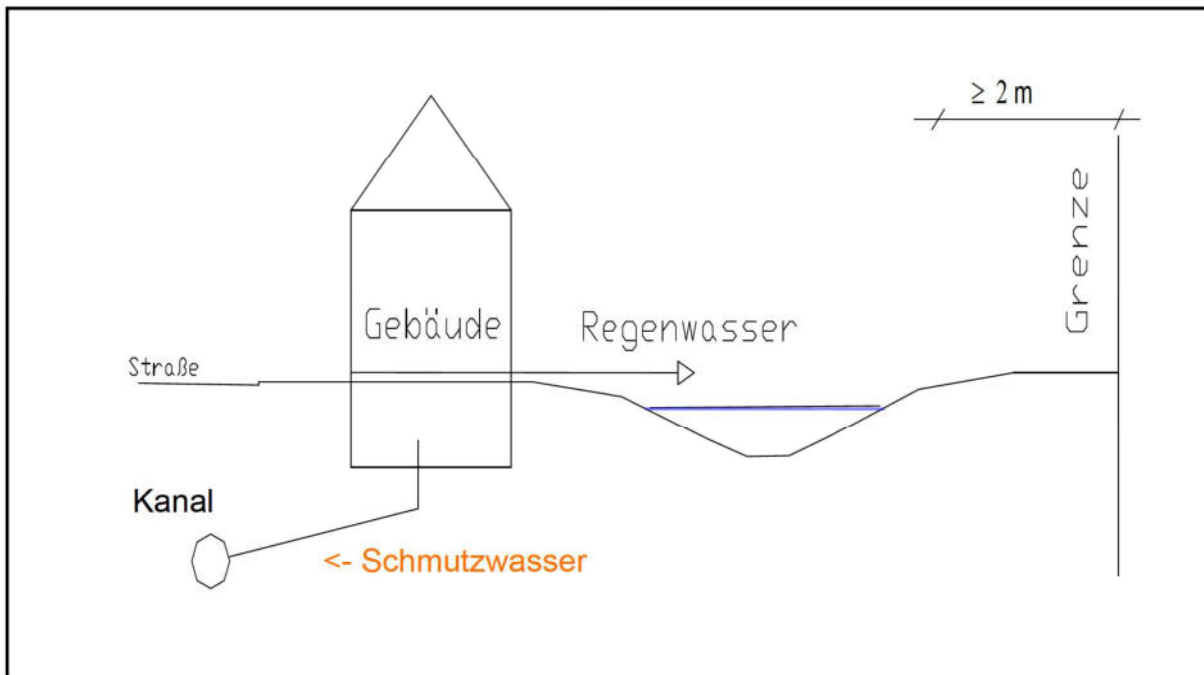 ≥ 2 m
Grenze
Gebäude
Regenwasser
Straße
Kanal
<- Schmutzwasser